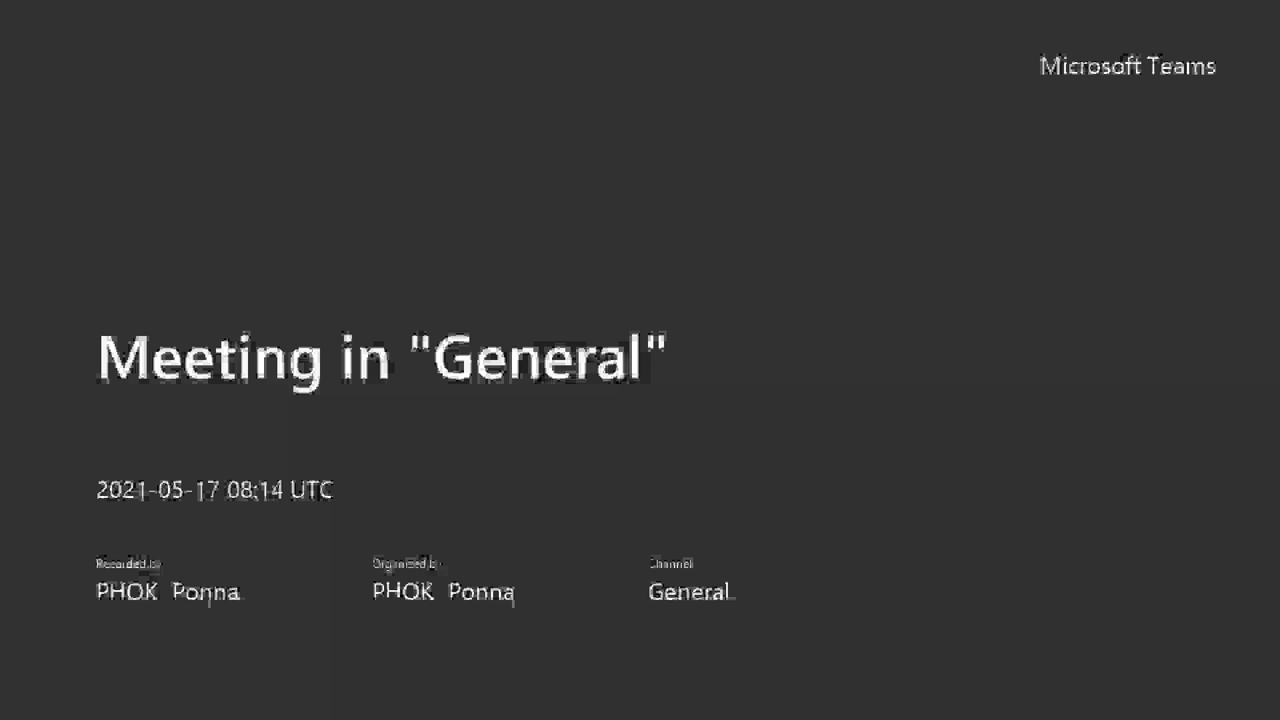 Microsoft Teams
Meeting in "General"
2021-05-17 08:14 UTC
Recorded by
Organized by
Channel
PHOK Ponna
PHOK Ponna
General